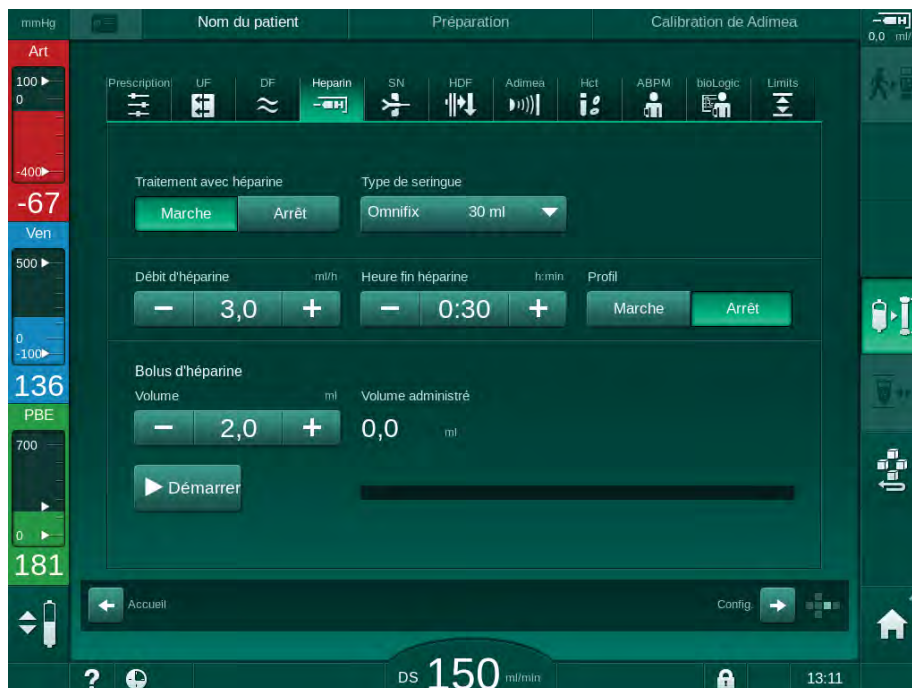 mmHg
Nom du patient
Préparation
Calibration de Adimea
0,0 ml/
Art
100
0
-400
-67
Ven
500
0
-100
136
PBE
700
0
181
Prescription UF DF Heparin SN HDF Adimea Hct ABPM bioLogic Limits
Traitement avec héparine
Marche Arrêt
Type de seringue
Omnifix 30 ml
Débit d'héparine ml/h
− 3,0 +
Heure fin héparine h:min
− 0:30 +
Profil
Marche Arrêt
Bolus d'héparine
Volume ml
− 2,0 +
Volume administré
0,0 ml
Démarrer
Accueil
Config.
?
DS 150 ml/min
13:11